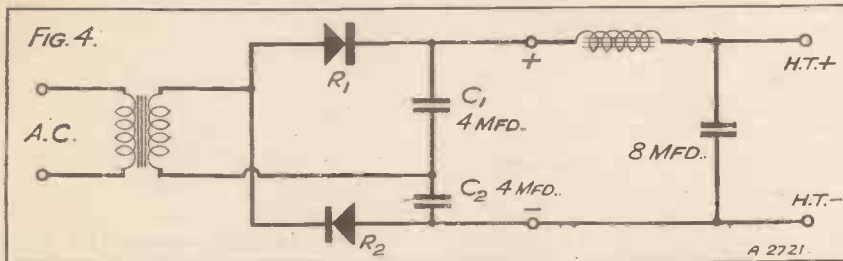 FIG. 4.
R1
+
H.T.+
A.C.
C1
4 MFD.
8 MFD.
C2 4 MFD.
H.T.-
-
R2
A 2721.